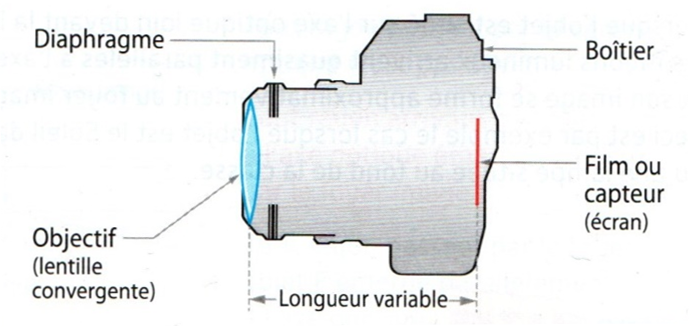 Diaphragme
Boîtier
Film ou
capteur
(écran)
Objectif
(lentille
convergente)
Longueur variable